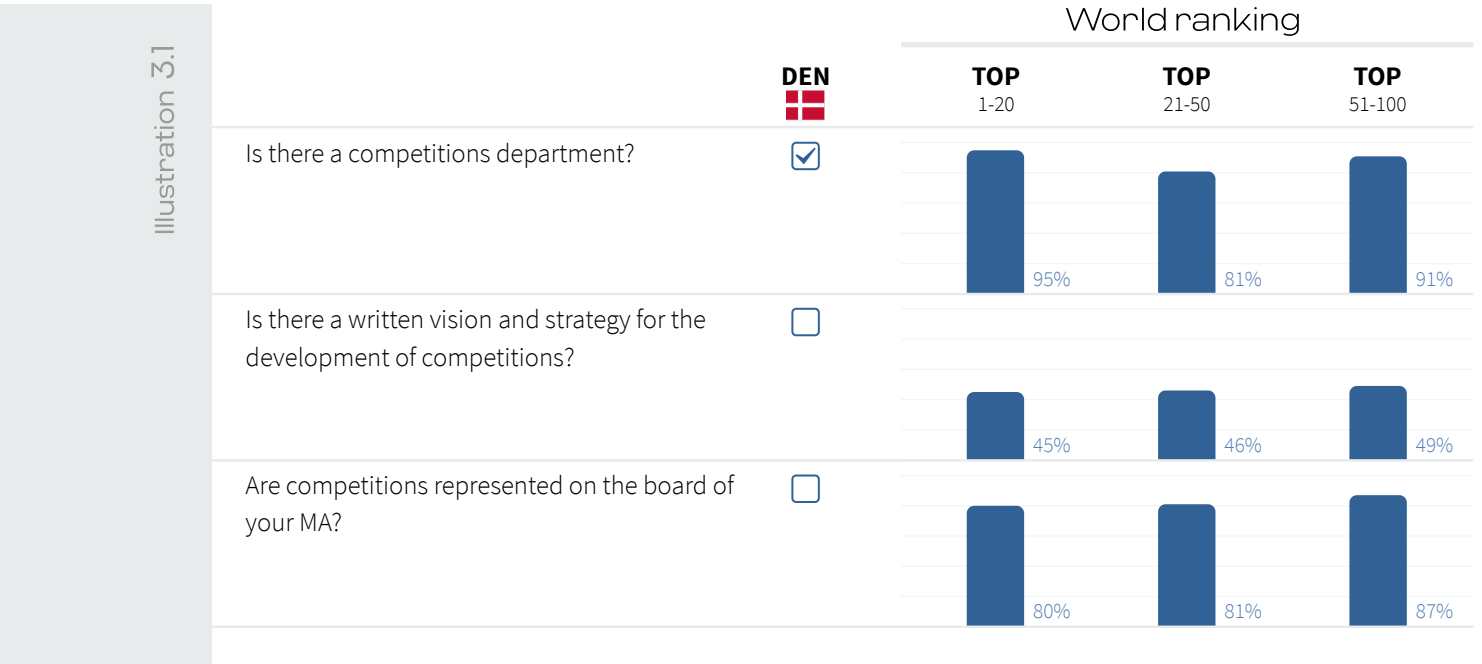 Illustration 3.1
World ranking
DEN
TOP
TOP
TOP
1-20
21-50
51-100
Is there a competitions department?
95%
81%
91%
Is there a written vision and strategy for the
development of competitions?
45%
46%
49%
Are competitions represented on the board of
your MA?
80%
81%
87%